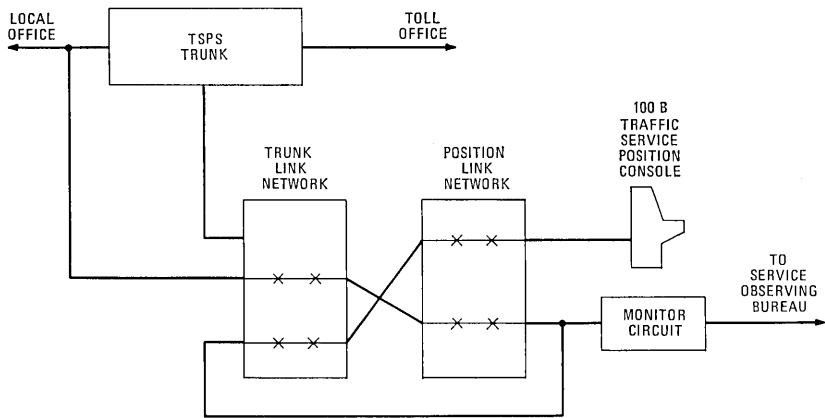 LOCAL
OFFICE
TSPS
TRUNK
TOLL
OFFICE
100 B
TRAFFIC
SERVICE
POSITION
CONSOLE
TRUNK
LINK
NETWORK
POSITION
LINK
NETWORK
TO
SERVICE
OBSERVING
BUREAU
MONITOR
CIRCUIT